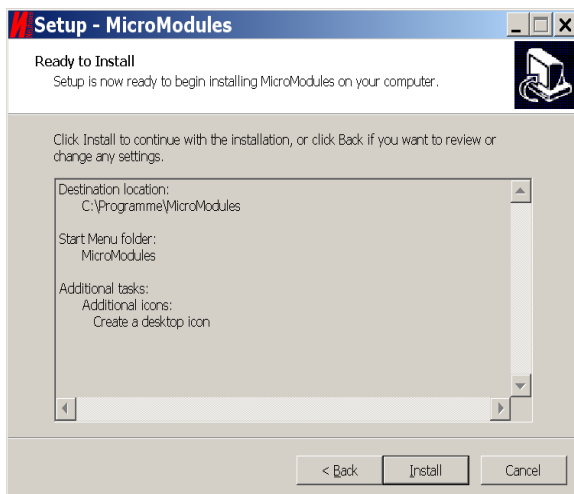 Setup - MicroModules
Ready to Install
Setup is now ready to begin installing MicroModules on your computer.
Click Install to continue with the installation, or click Back if you want to review or
change any settings.
Destination location:
C:\Programme\MicroModules
Start Menu folder:
MicroModules
Additional tasks:
Additional icons:
Create a desktop icon
< Back Install Cancel